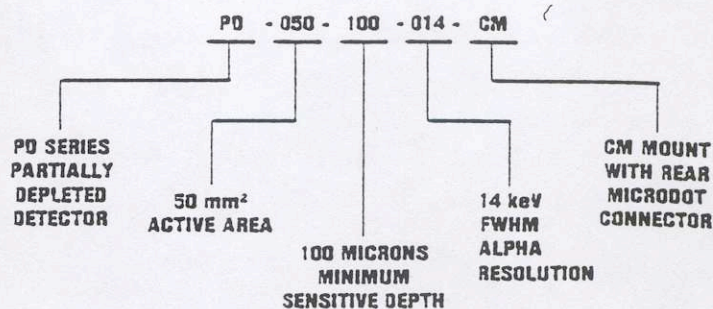 PD - 050 - 100 - 014 - CM
PD SERIES
PARTIALLY
DEPLETED
DETECTOR
50 mm²
ACTIVE AREA
100 MICRONS
MINIMUM
SENSITIVE DEPTH
14 keV
FWHM
ALPHA
RESOLUTION
CM MOUNT
WITH REAR
MICRODOT
CONNECTOR